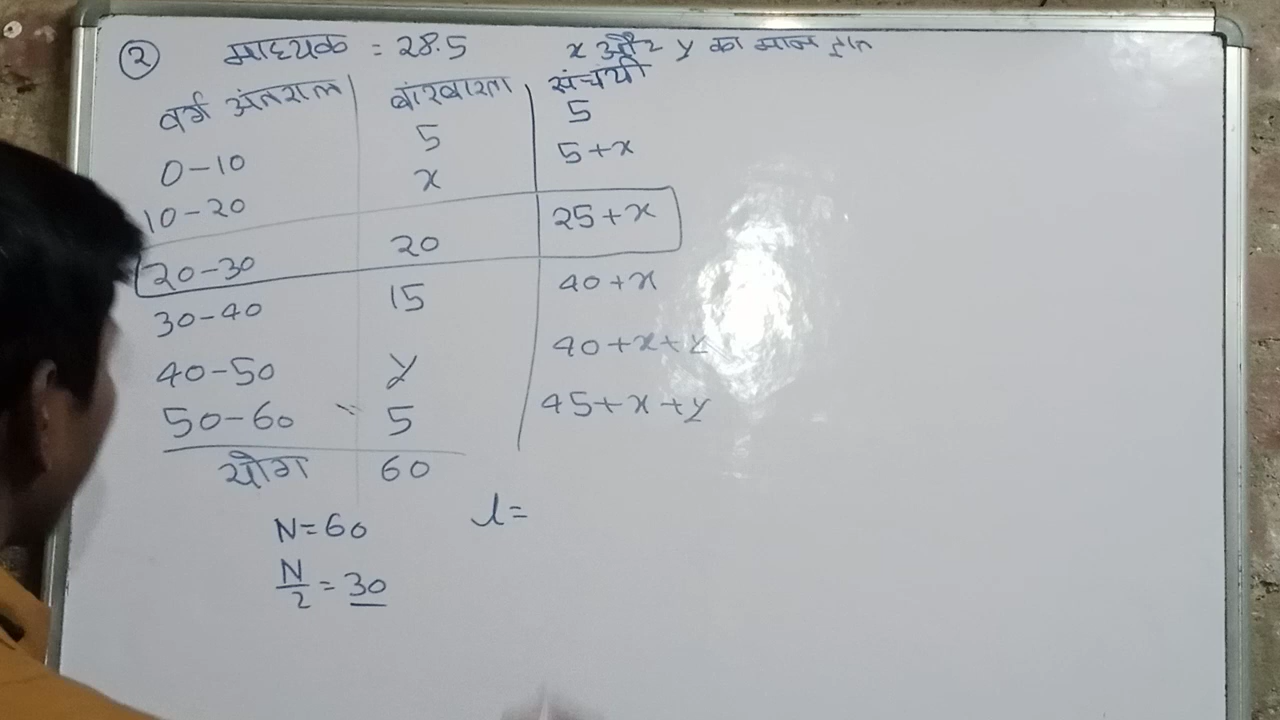 ② माध्यक = 28.5 x और y का मान
वर्ग अंतराल बारंबारता संचयी
0-10 5 5
10-20 x 5+x
20-30 20 25+x
30-40 15 40+x
40-50 y 40+x+y
50-60 5 45+x+y
योग 60
N=60 l=
N/2 = 30